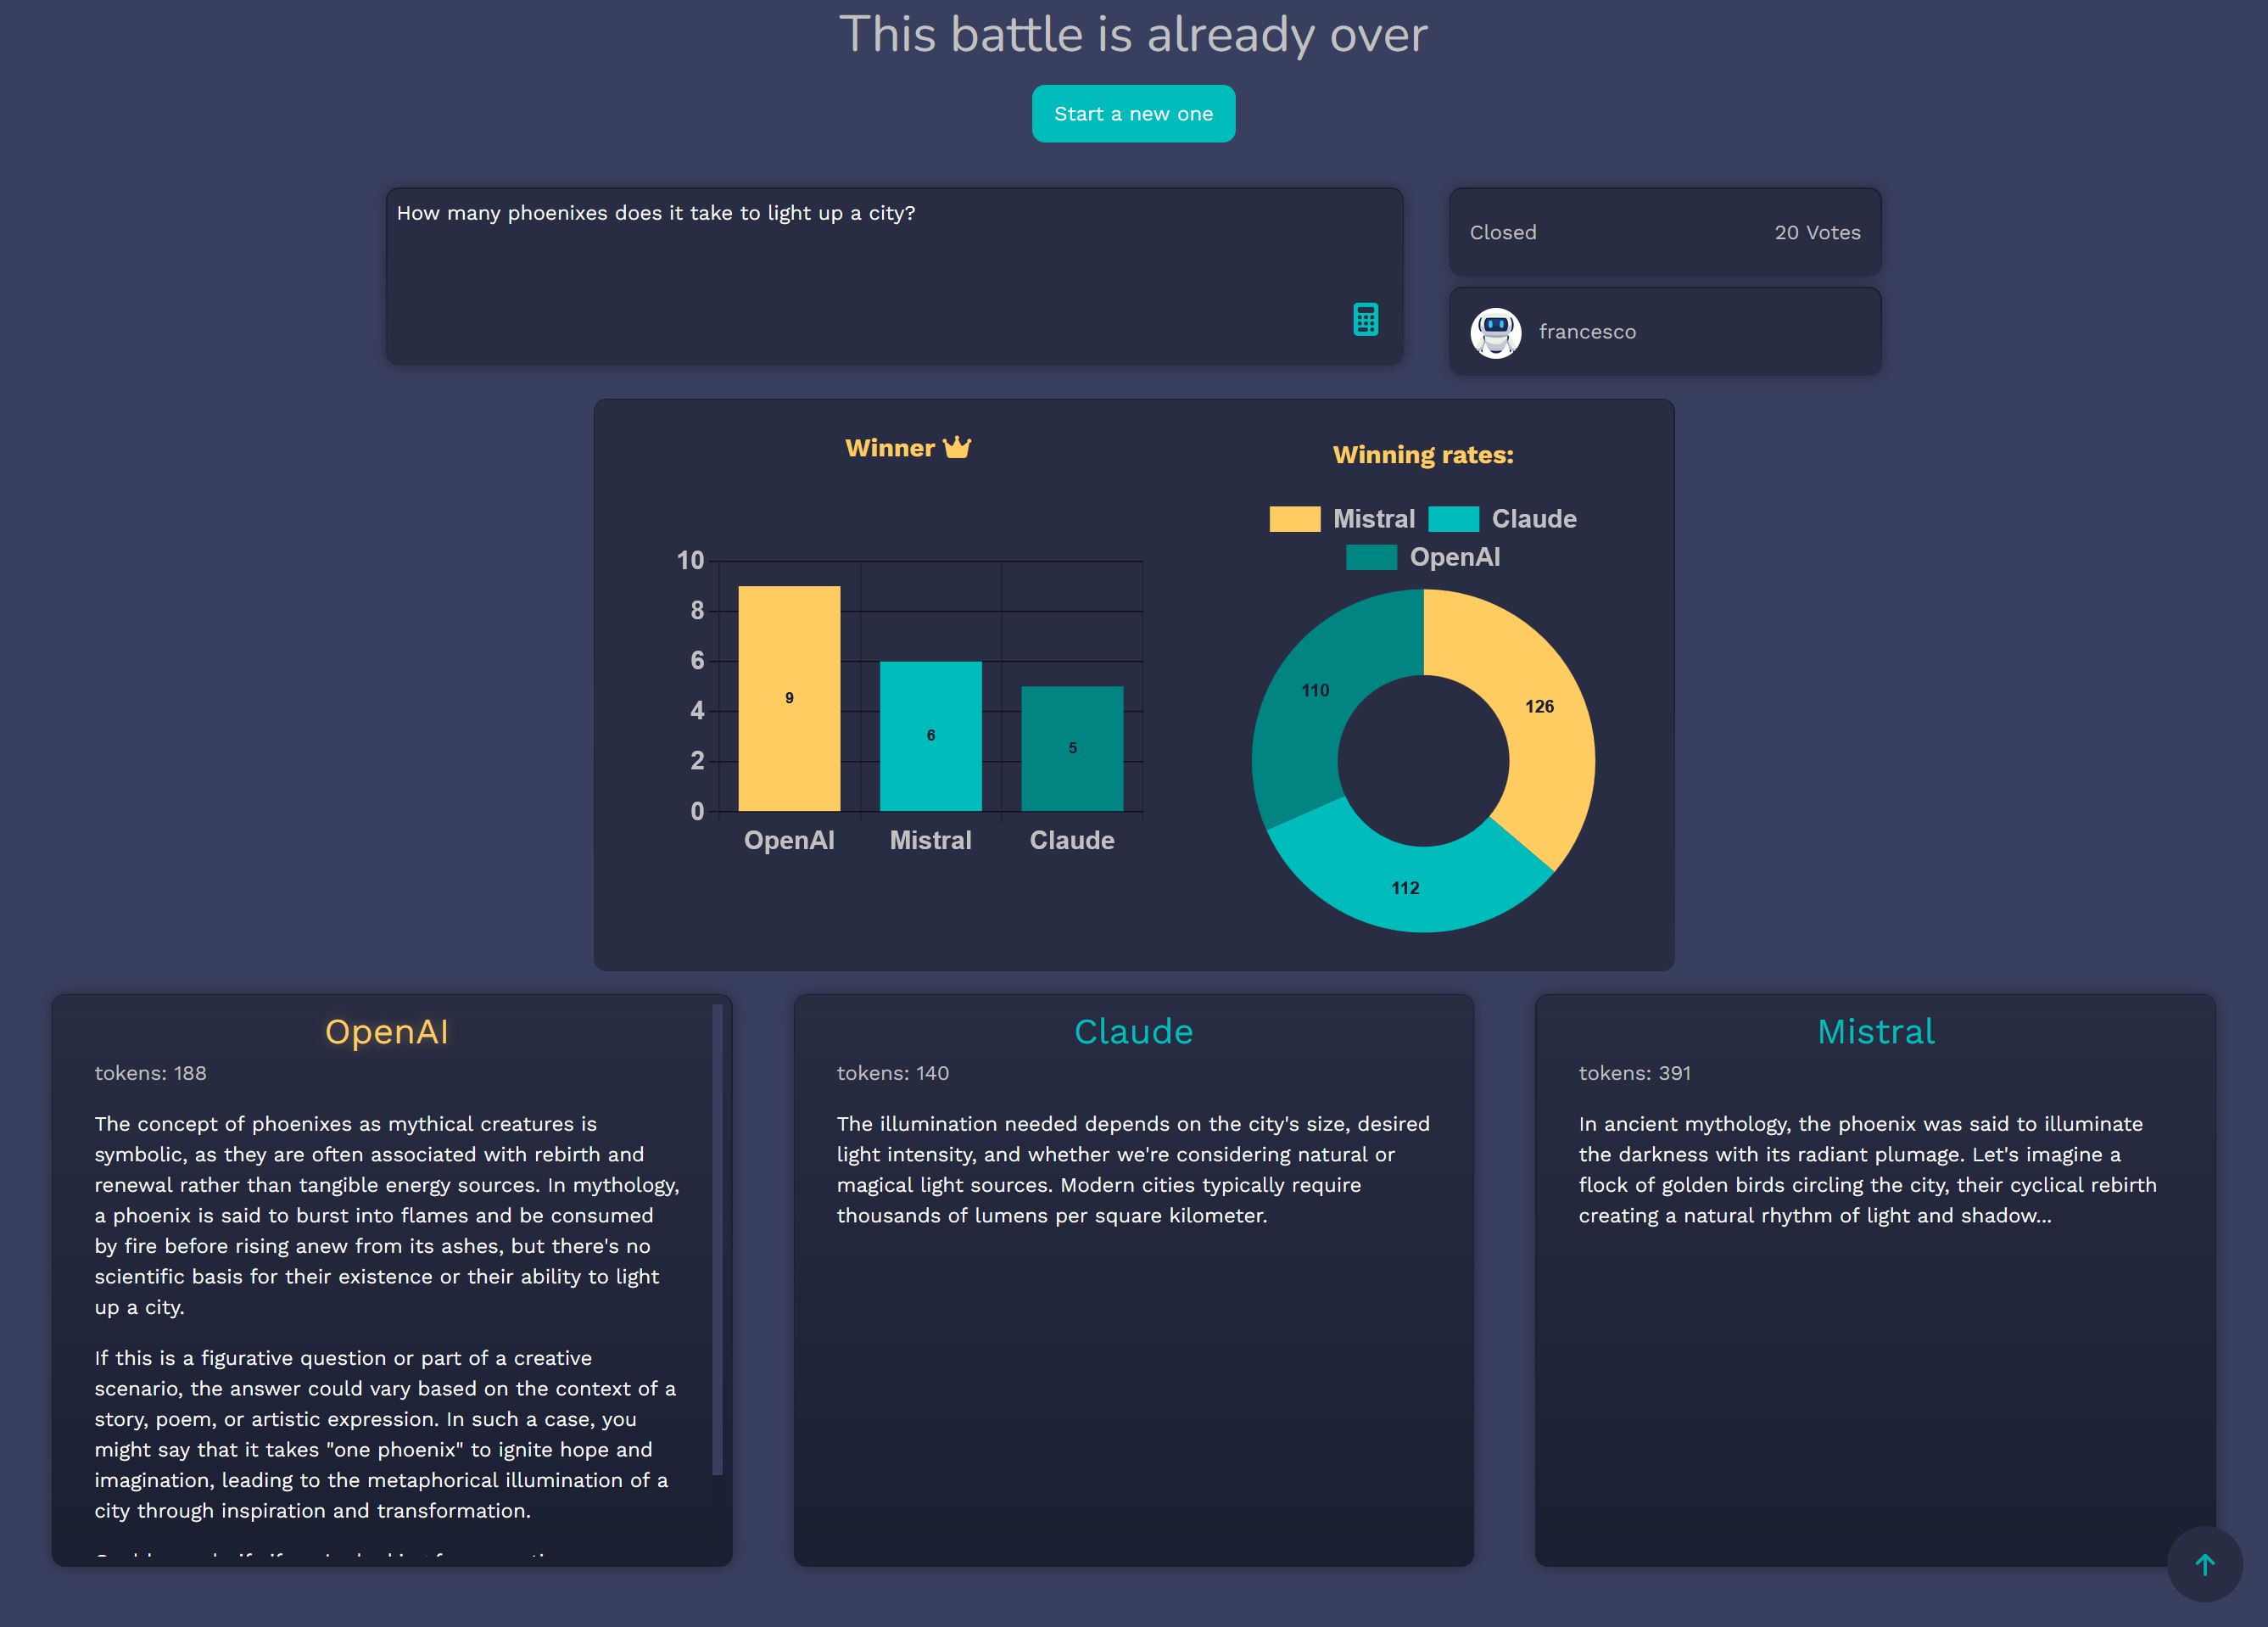 This battle is already over
Start a new one
How many phoenixes does it take to light up a city?
Closed
20 Votes
francesco
Winner
10
8
6
4
2
0
9
6
5
OpenAI
Mistral
Claude
Winning rates:
Mistral
Claude
OpenAI
110
126
112
OpenAI
tokens: 188
The concept of phoenixes as mythical creatures is
symbolic, as they are often associated with rebirth and
renewal rather than tangible energy sources. In mythology,
a phoenix is said to burst into flames and be consumed
by fire before rising anew from its ashes, but there's no
scientific basis for their existence or their ability to light
up a city.
If this is a figurative question or part of a creative
scenario, the answer could vary based on the context of a
story, poem, or artistic expression. In such a case, you
might say that it takes "one phoenix" to ignite hope and
imagination, leading to the metaphorical illumination of a
city through inspiration and transformation.
Claude
tokens: 140
The illumination needed depends on the city's size, desired
light intensity, and whether we're considering natural or
magical light sources. Modern cities typically require
thousands of lumens per square kilometer.
Mistral
tokens: 391
In ancient mythology, the phoenix was said to illuminate
the darkness with its radiant plumage. Let's imagine a
flock of golden birds circling the city, their cyclical rebirth
creating a natural rhythm of light and shadow...